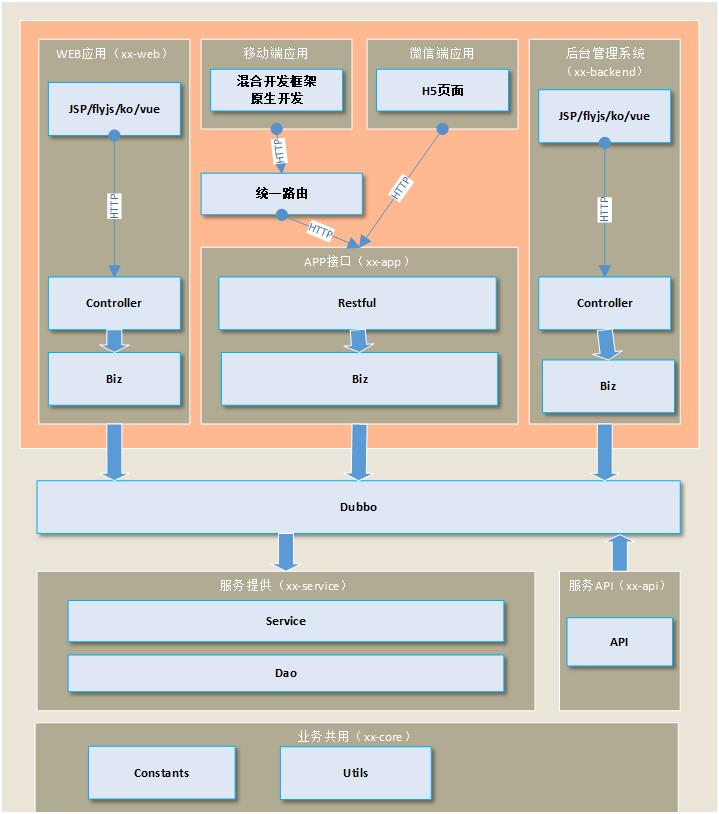 WEB应用（xx-web）
移动端应用
微信端应用
后台管理系统
（xx-backend）
JSP/flyjs/ko/vue
混合开发框架
原生开发
H5页面
JSP/flyjs/ko/vue
HTTP
HTTP
HTTP
HTTP
统一路由
HTTP
APP接口（xx-app）
Controller
Restful
Controller
Biz
Biz
Biz
Dubbo
服务提供（xx-service）
服务API（xx-api）
Service
API
Dao
业务共用（xx-core）
Constants
Utils